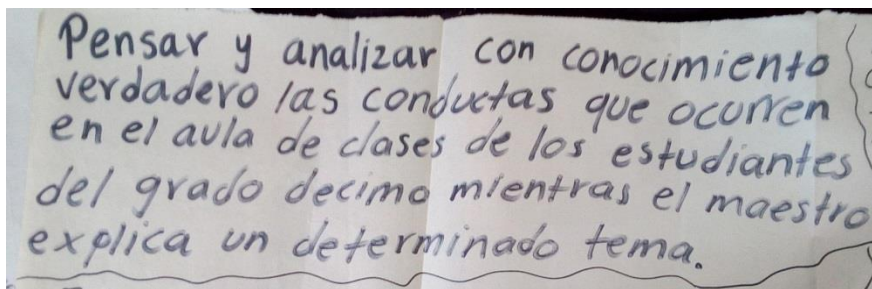 Pensar y analizar con conocimiento
verdadero las conductas que ocurren
en el aula de clases de los estudiantes
del grado decimo mientras el maestro
explica un determinado tema.